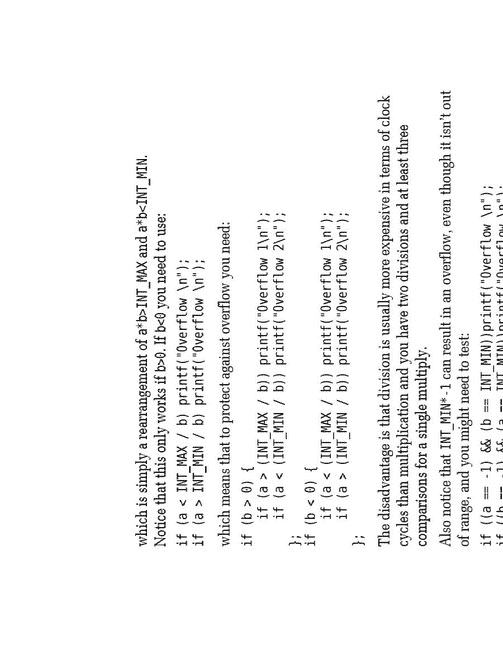 which is simply a rearrangement of a*b>INT_MAX and a*b<INT_MIN.
Notice that this only works if b>0. If b<0 you need to use:
if (a < INT_MAX / b) printf("Overflow \n");
if (a > INT_MIN / b) printf("Overflow \n");
which means that to protect against overflow you need:
if (b > 0) {
if (a > (INT_MAX / b)) printf("Overflow 1\n");
if (a < (INT_MIN / b)) printf("Overflow 2\n");
};
if (b < 0) {
if (a < (INT_MAX / b)) printf("Overflow 1\n");
if (a > (INT_MIN / b)) printf("Overflow 2\n");
};
The disadvantage is that division is usually more expensive in terms of clock
cycles than multiplication and you have two divisions and at least three
comparisons for a single multiply.
Also notice that INT_MIN*-1 can result in an overflow, even though it isn't out
of range, and you might need to test:
if ((a == -1) && (b == INT_MIN))printf("Overflow \n");